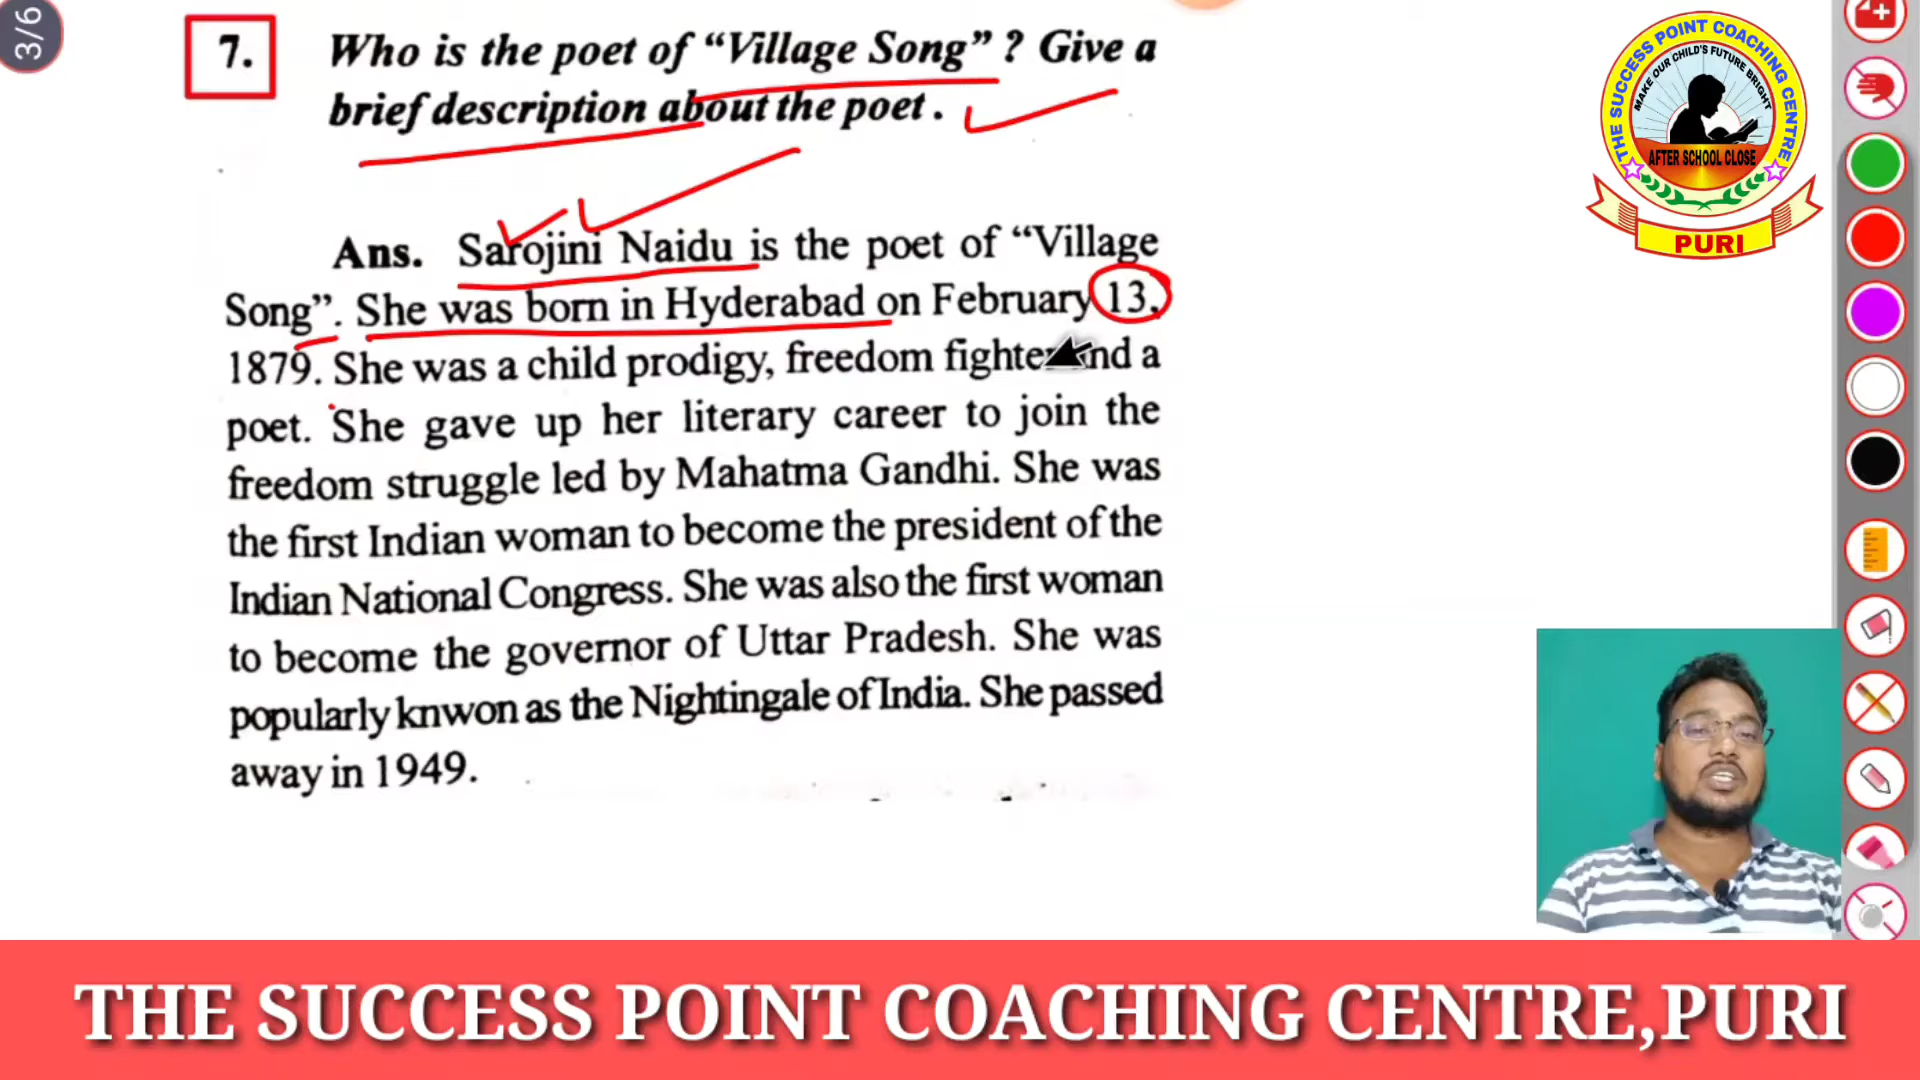 3/6
7. Who is the poet of “Village Song” ? Give a
brief description about the poet .
Ans. Sarojini Naidu is the poet of “Village
Song”. She was born in Hyderabad on February 13,
1879. She was a child prodigy, freedom fighter and a
poet. She gave up her literary career to join the
freedom struggle led by Mahatma Gandhi. She was
the first Indian woman to become the president of the
Indian National Congress. She was also the first woman
to become the governor of Uttar Pradesh. She was
popularly knwon as the Nightingale of India. She passed
away in 1949.
THE SUCCESS POINT COACHING CENTRE
MAKE OUR CHILD'S FUTURE BRIGHT
AFTER SCHOOL CLOSE
PURI
THE SUCCESS POINT COACHING CENTRE,PURI